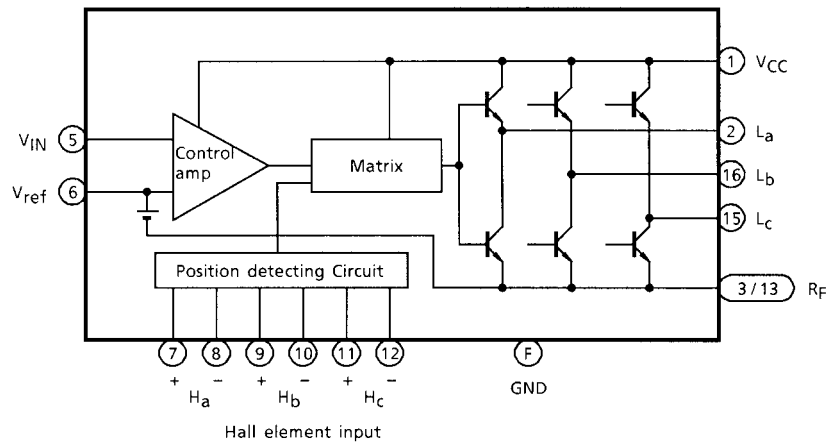 1 VCC
VIN 5
Control
amp
Matrix
2 La
Vref 6
16 Lb
15 Lc
Position detecting Circuit
3 / 13 RF
7 8 9 10 11 12 F
+ − + − + −
Ha Hb Hc
GND
Hall element input